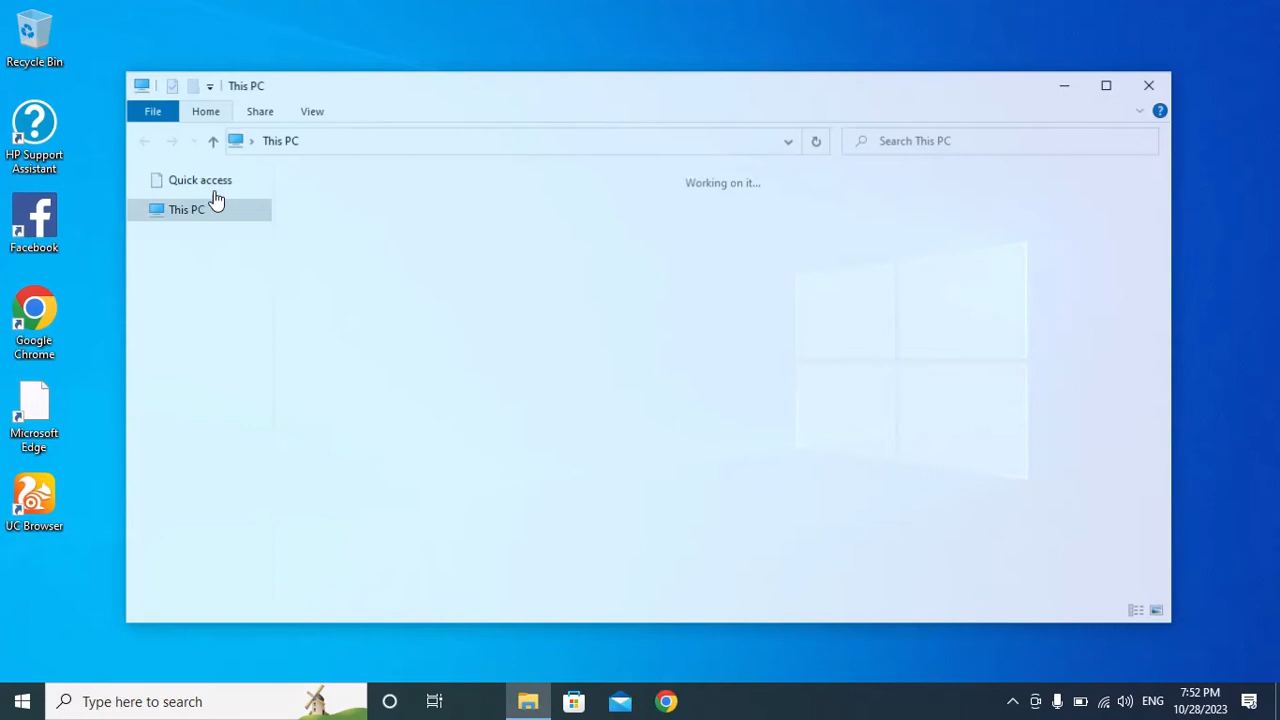 Recycle Bin
HP Support
Assistant
Facebook
Google
Chrome
Microsoft
Edge
UC Browser
This PC
File
Home
Share
View
This PC
Search This PC
Quick access
This PC
Working on it...
Type here to search
ENG
7:52 PM
10/28/2023